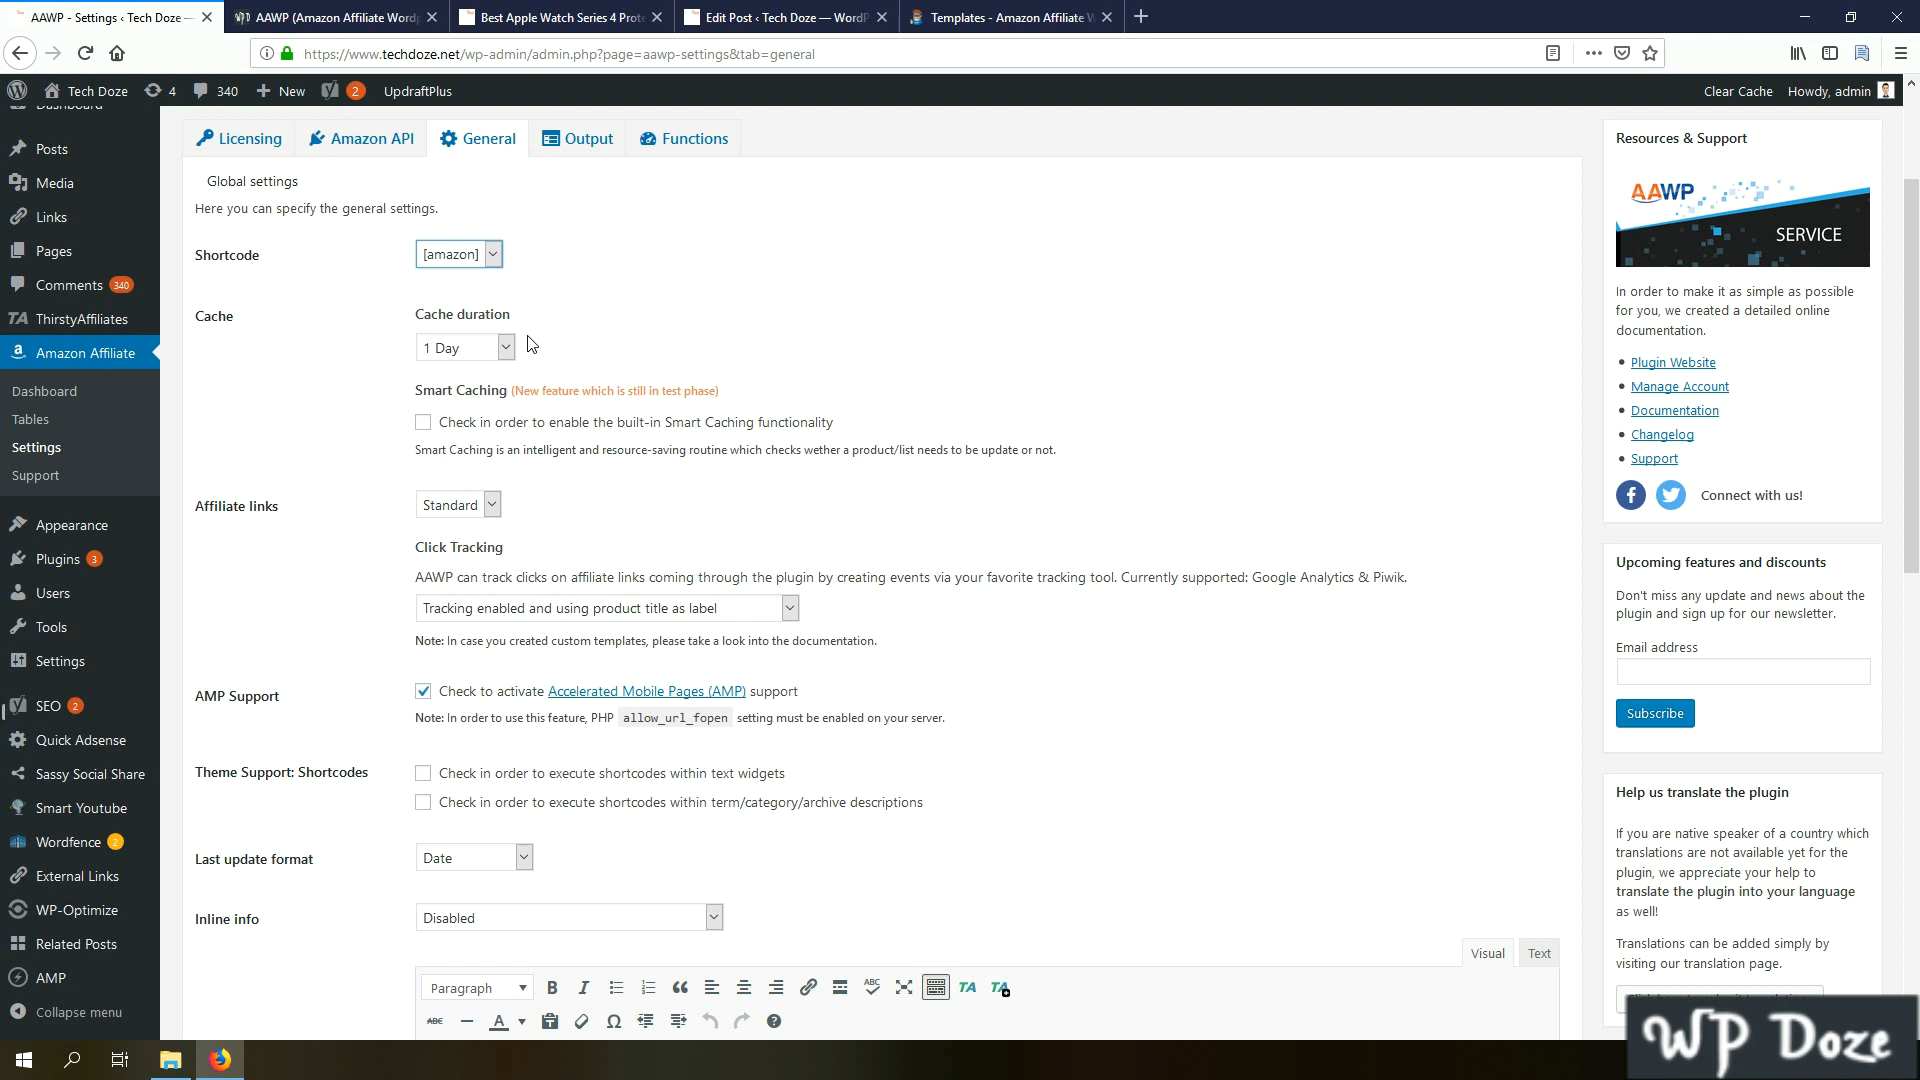 AAWP - Settings ‹ Tech Doze —
AAWP (Amazon Affiliate Wordp
Best Apple Watch Series 4 Prote
Edit Post ‹ Tech Doze — WordP
Templates - Amazon Affiliate W
https://www.techdoze.net/wp-admin/admin.php?page=aawp-settings&tab=general
Tech Doze
4
340
New
2
UpdraftPlus
Clear Cache
Howdy, admin
Dashboard
Posts
Media
Links
Pages
Comments 340
ThirstyAffiliates
Amazon Affiliate
Dashboard
Tables
Settings
Support
Appearance
Plugins 3
Users
Tools
Settings
SEO 2
Quick Adsense
Sassy Social Share
Smart Youtube
Wordfence 2
External Links
WP-Optimize
Related Posts
AMP
Collapse menu
Licensing
Amazon API
General
Output
Functions
Global settings
Here you can specify the general settings.
Shortcode
[amazon]
Cache
Cache duration
1 Day
Smart Caching (New feature which is still in test phase)
Check in order to enable the built-in Smart Caching functionality
Smart Caching is an intelligent and resource-saving routine which checks wether a product/list needs to be update or not.
Affiliate links
Standard
Click Tracking
AAWP can track clicks on affiliate links coming through the plugin by creating events via your favorite tracking tool. Currently supported: Google Analytics & Piwik.
Tracking enabled and using product title as label
Note: In case you created custom templates, please take a look into the documentation.
AMP Support
Check to activate Accelerated Mobile Pages (AMP) support
Note: In order to use this feature, PHP allow_url_fopen setting must be enabled on your server.
Theme Support: Shortcodes
Check in order to execute shortcodes within text widgets
Check in order to execute shortcodes within term/category/archive descriptions
Last update format
Date
Inline info
Disabled
Visual
Text
Paragraph
B
I
ABC
TA
TA
ABC
A
Ω
Resources & Support
AAWP
SERVICE
In order to make it as simple as possible
for you, we created a detailed online
documentation.
Plugin Website
Manage Account
Documentation
Changelog
Support
Connect with us!
Upcoming features and discounts
Don't miss any update and news about the
plugin and sign up for our newsletter.
Email address
Subscribe
Help us translate the plugin
If you are native speaker of a country which
translations are not available yet for the
plugin, we appreciate your help to
translate the plugin into your language
as well!
Translations can be added simply by
visiting our translation page.
WP Doze